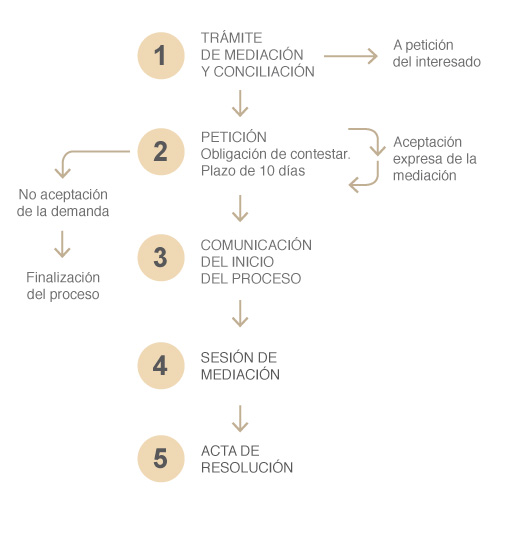 1
TRÁMITE
DE MEDIACIÓN
Y CONCILIACIÓN
A petición
del interesado
2
PETICIÓN
Obligación de contestar.
Plazo de 10 días
Aceptación
expresa de la
mediación
No aceptación
de la demanda
Finalización
del proceso
3
COMUNICACIÓN
DEL INICIO
DEL PROCESO
4
SESIÓN DE
MEDIACIÓN
5
ACTA DE
RESOLUCIÓN